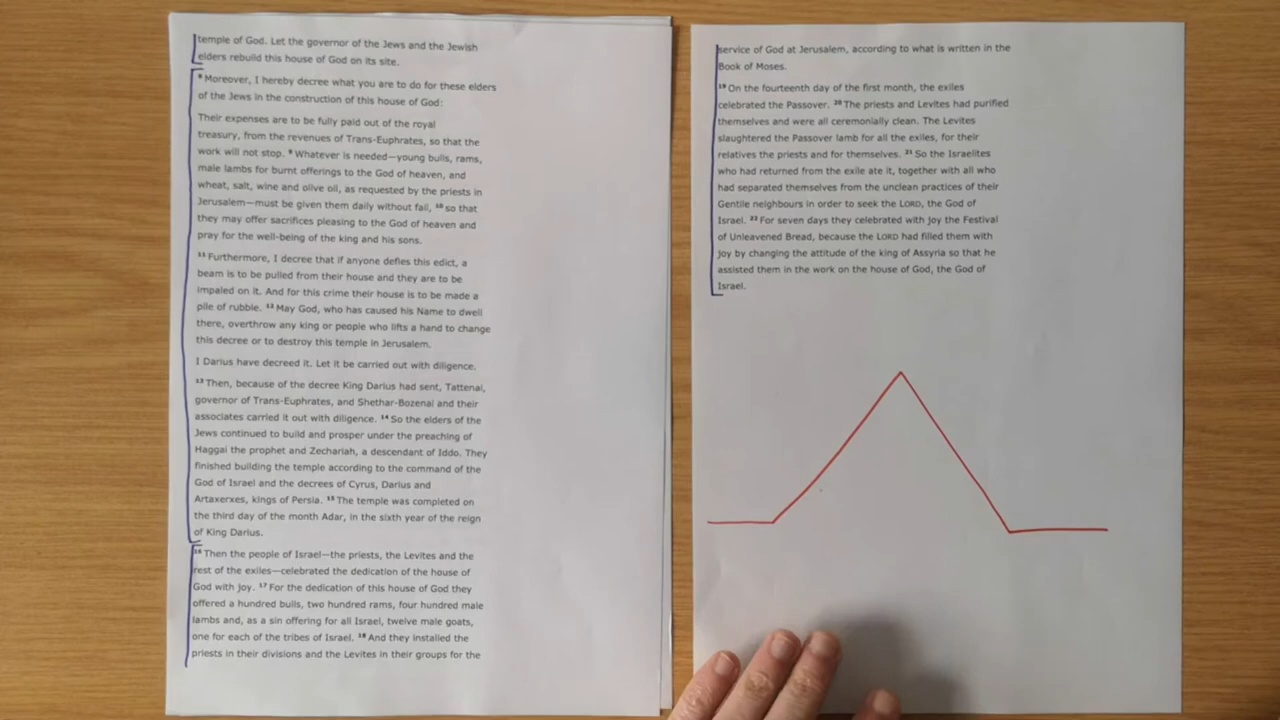 temple of God. Let the governor of the Jews and the Jewish
elders rebuild this house of God on its site.
⁸ Moreover, I hereby decree what you are to do for these elders
of the Jews in the construction of this house of God:
Their expenses are to be fully paid out of the royal
treasury, from the revenues of Trans-Euphrates, so that the
work will not stop. ⁹ Whatever is needed—young bulls, rams,
male lambs for burnt offerings to the God of heaven, and
wheat, salt, wine and olive oil, as requested by the priests in
Jerusalem—must be given them daily without fail, ¹⁰ so that
they may offer sacrifices pleasing to the God of heaven and
pray for the well-being of the king and his sons.
¹¹ Furthermore, I decree that if anyone defies this edict, a
beam is to be pulled from their house and they are to be
impaled on it. And for this crime their house is to be made a
pile of rubble. ¹² May God, who has caused his Name to dwell
there, overthrow any king or people who lifts a hand to change
this decree or to destroy this temple in Jerusalem.
I Darius have decreed it. Let it be carried out with diligence.
¹³ Then, because of the decree King Darius had sent, Tattenai,
governor of Trans-Euphrates, and Shethar-Bozenai and their
associates carried it out with diligence. ¹⁴ So the elders of the
Jews continued to build and prosper under the preaching of
Haggai the prophet and Zechariah, a descendant of Iddo. They
finished building the temple according to the command of the
God of Israel and the decrees of Cyrus, Darius and
Artaxerxes, kings of Persia. ¹⁵ The temple was completed on
the third day of the month Adar, in the sixth year of the reign
of King Darius.
¹⁶ Then the people of Israel—the priests, the Levites and the
rest of the exiles—celebrated the dedication of the house of
God with joy. ¹⁷ For the dedication of this house of God they
offered a hundred bulls, two hundred rams, four hundred male
lambs and, as a sin offering for all Israel, twelve male goats,
one for each of the tribes of Israel. ¹⁸ And they installed the
priests in their divisions and the Levites in their groups for the
service of God at Jerusalem, according to what is written in the
Book of Moses.
¹⁹ On the fourteenth day of the first month, the exiles
celebrated the Passover. ²⁰ The priests and Levites had purified
themselves and were all ceremonially clean. The Levites
slaughtered the Passover lamb for all the exiles, for their
relatives the priests and for themselves. ²¹ So the Israelites
who had returned from the exile ate it, together with all who
had separated themselves from the unclean practices of their
Gentile neighbours in order to seek the LORD, the God of
Israel. ²² For seven days they celebrated with joy the Festival
of Unleavened Bread, because the LORD had filled them with
joy by changing the attitude of the king of Assyria so that he
assisted them in the work on the house of God, the God of
Israel.